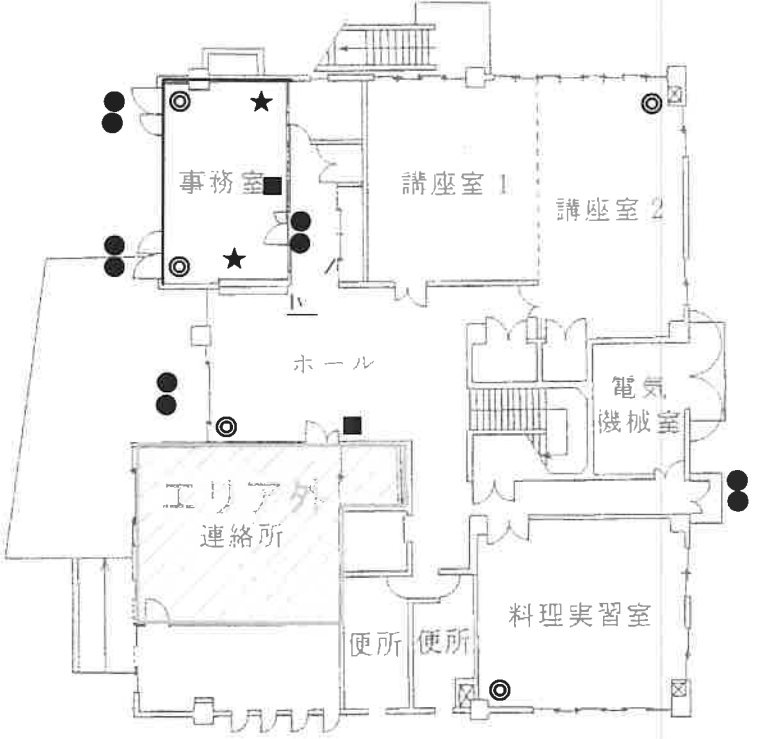 事務室
講座室 1
講座室 2
ホール
電気
機械室
エリア外
連絡所
料理実習室
便所
便所